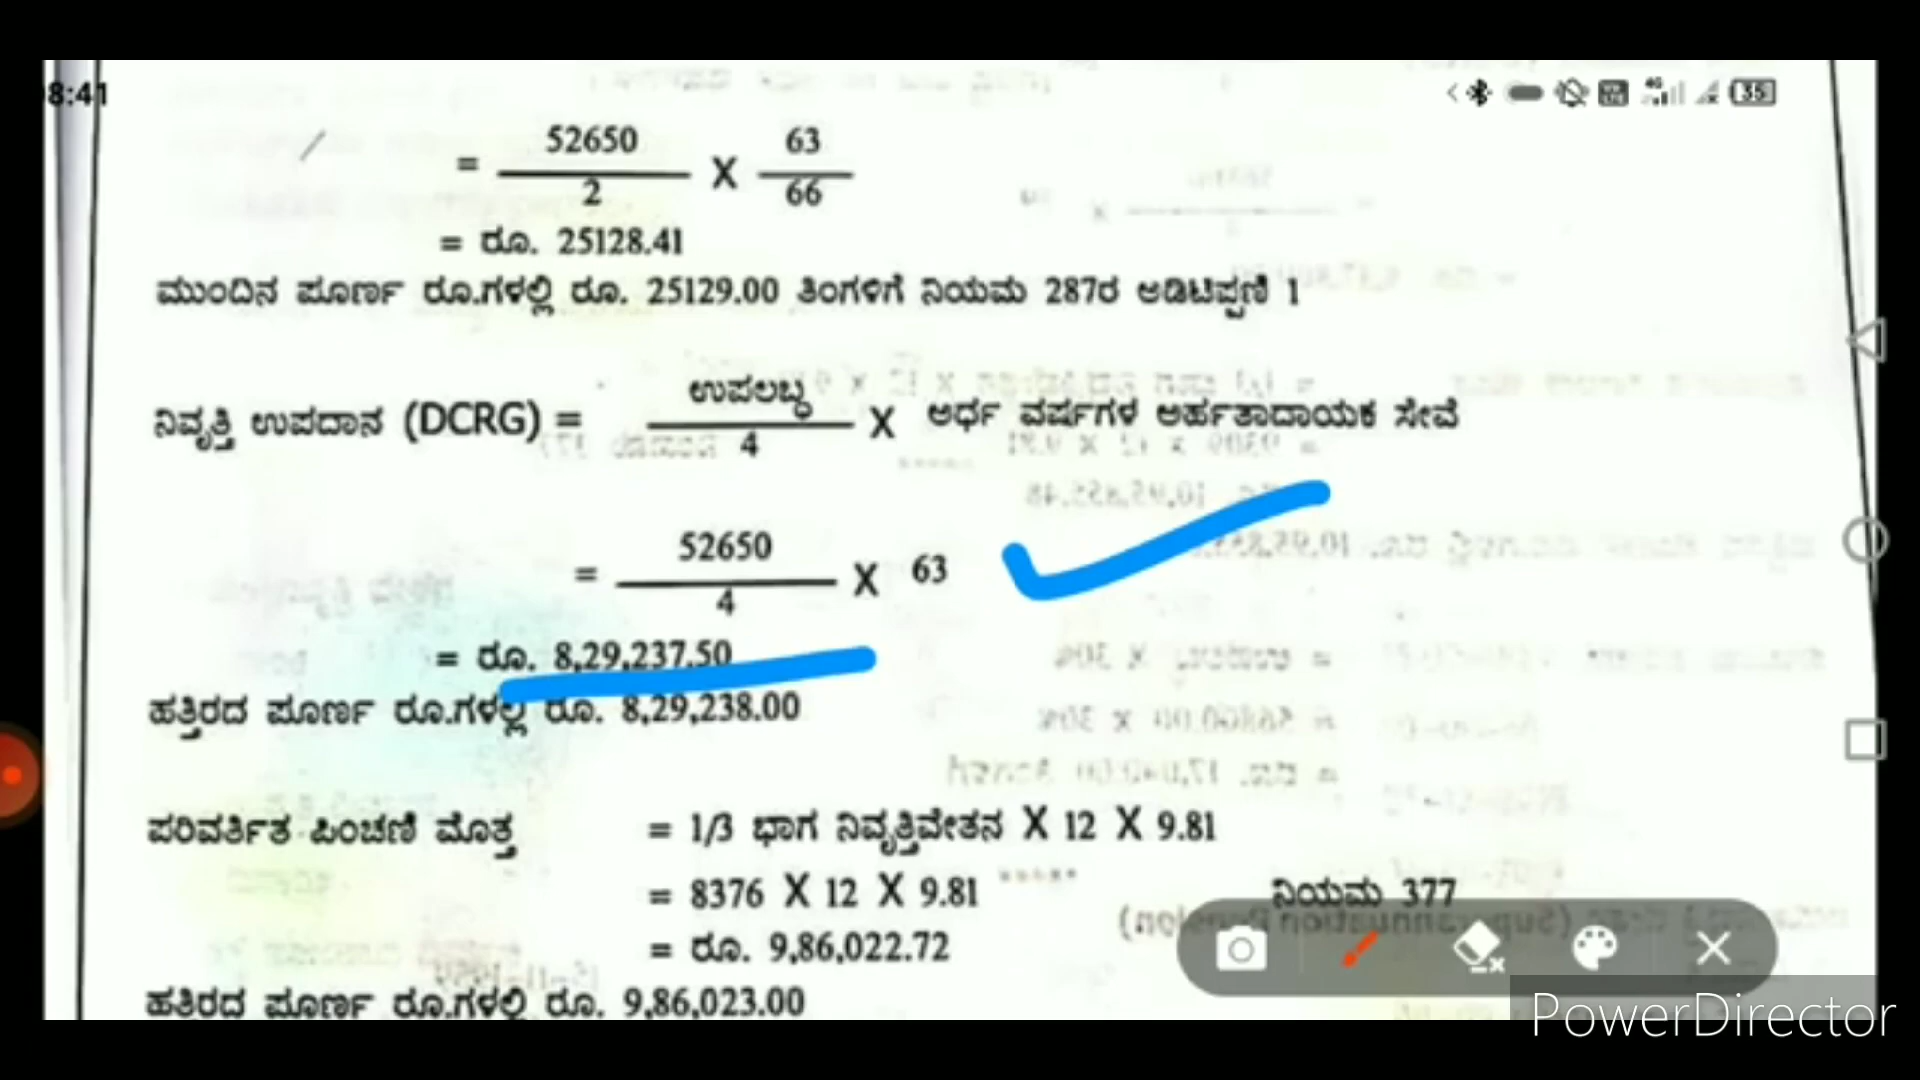 8:41
35
= 52650 / 2 X 63 / 66
= ರೂ. 25128.41
ಮುಂದಿನ ಪೂರ್ಣ ರೂ.ಗಳಲ್ಲಿ ರೂ. 25129.00 ತಿಂಗಳಿಗೆ ನಿಯಮ 287ರ ಅಡಿಟಿಪ್ಪಣಿ 1
ನಿವೃತ್ತಿ ಉಪದಾನ (DCRG) = ಉಪಲಬ್ಧ / 4 X ಅರ್ಧ ವರ್ಷಗಳ ಅರ್ಹತಾದಾಯಕ ಸೇವೆ
= 52650 / 4 X 63
= ರೂ. 8,29,237.50
ಹತ್ತಿರದ ಪೂರ್ಣ ರೂ.ಗಳಲ್ಲಿ ರೂ. 8,29,238.00
ಪರಿವರ್ತಿತ ಪಿಂಚಣಿ ಮೊತ್ತ = 1/3 ಭಾಗ ನಿವೃತ್ತಿವೇತನ X 12 X 9.81
= 8376 X 12 X 9.81 ನಿಯಮ 377
= ರೂ. 9,86,022.72
ಹತ್ತಿರದ ಪೂರ್ಣ ರೂ.ಗಳಲ್ಲಿ ರೂ. 9,86,023.00
PowerDirector